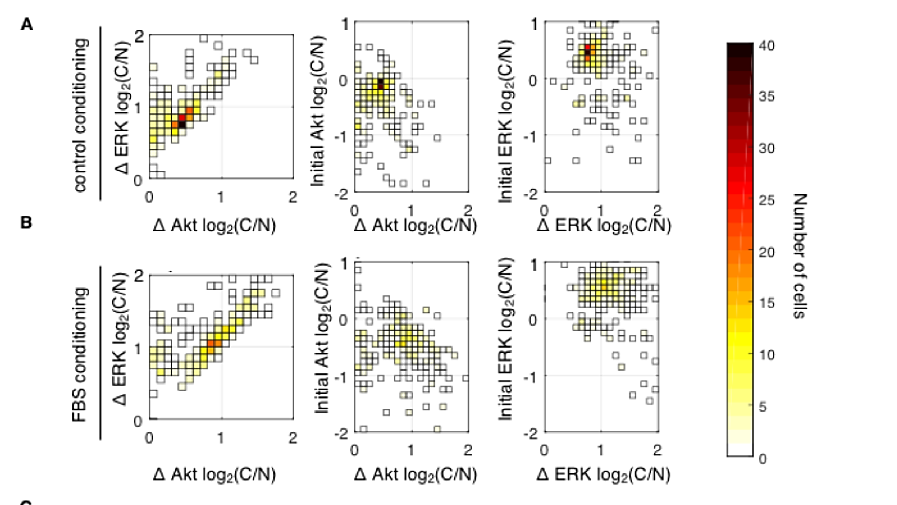 A
control conditioning
Δ ERK log2(C/N)
2
1
0
0
1
2
Δ Akt log2(C/N)
Initial Akt log2(C/N)
1
0
-1
-2
0
1
2
Δ Akt log2(C/N)
Initial ERK log2(C/N)
1
0
-1
-2
0
1
2
Δ ERK log2(C/N)
B
FBS conditioning
Δ ERK log2(C/N)
2
1
0
0
1
2
Δ Akt log2(C/N)
Initial Akt log2(C/N)
1
0
-1
-2
0
1
2
Δ Akt log2(C/N)
Initial ERK log2(C/N)
1
0
-1
-2
0
1
2
Δ ERK log2(C/N)
40
35
30
25
20
15
10
5
0
Number of cells